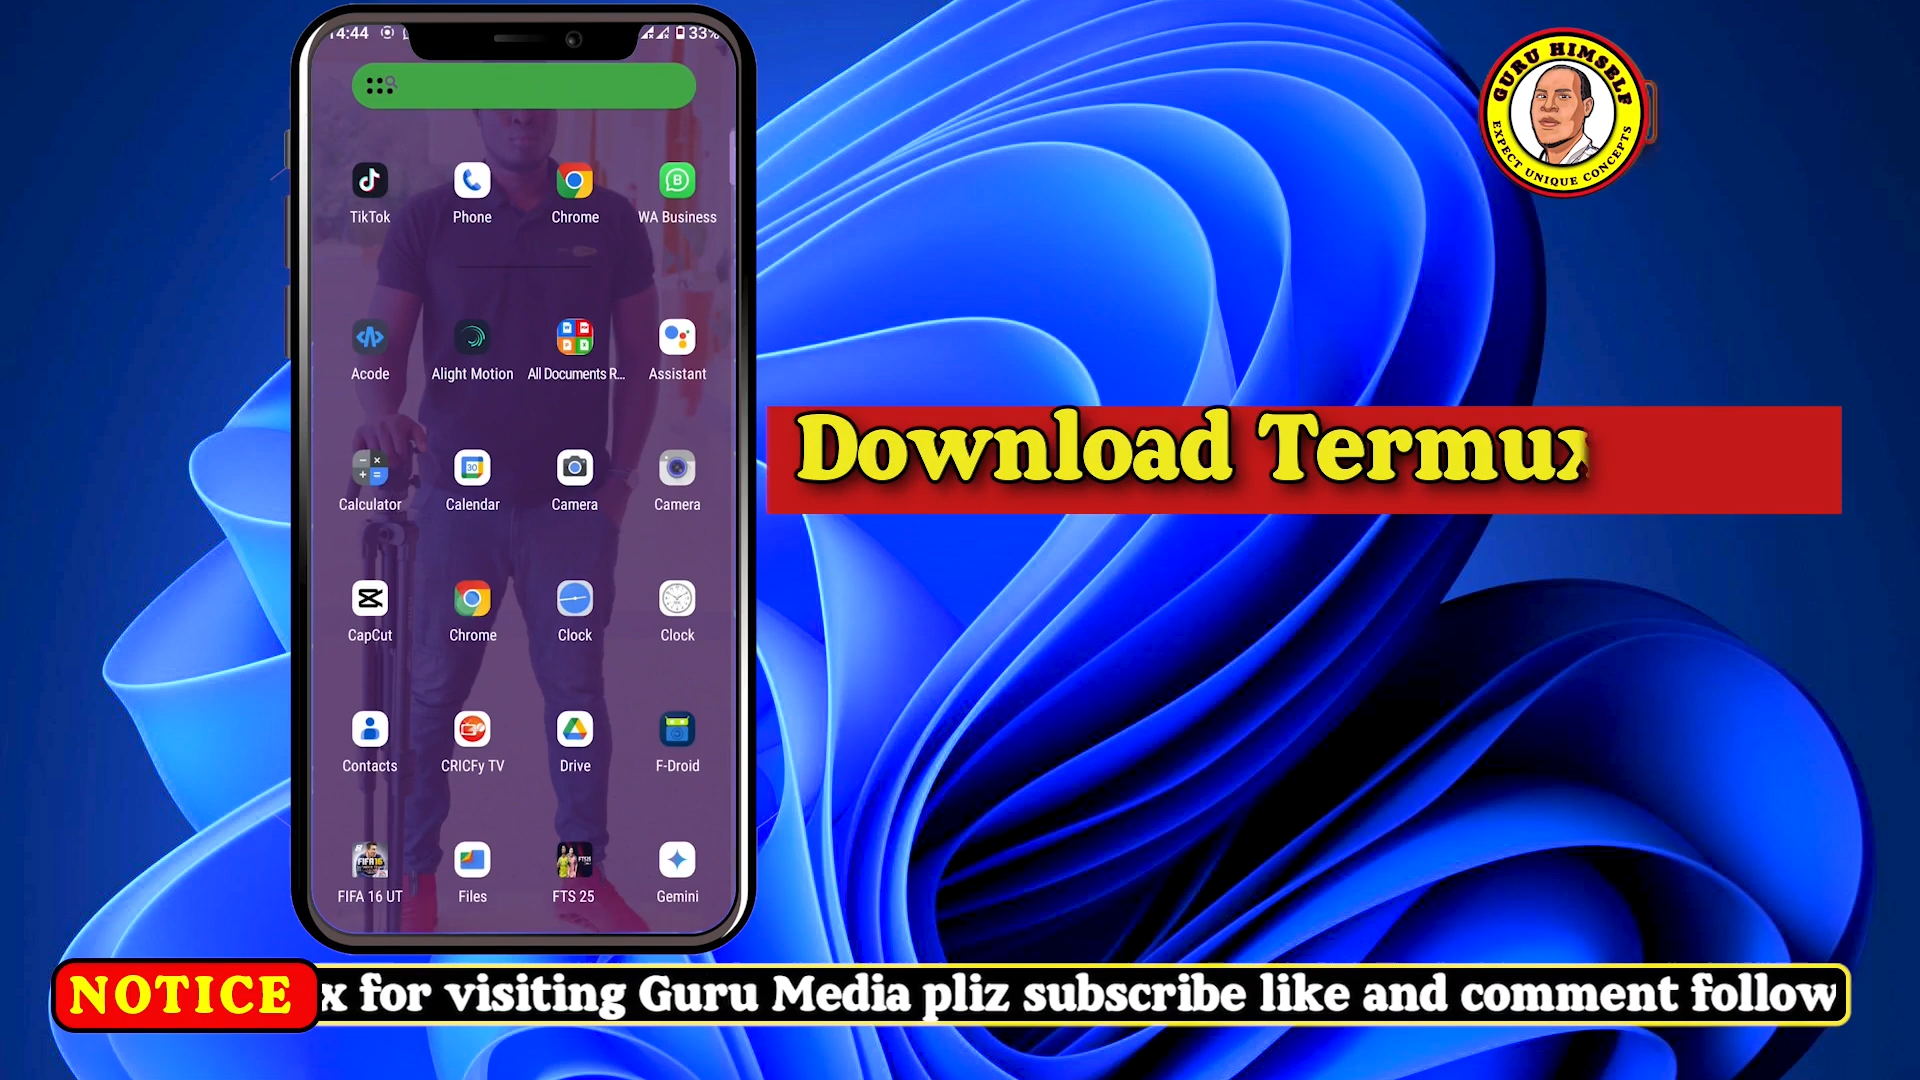 14:44
33%
TikTok
Phone
Chrome
WA Business
Acode
Alight Motion
All Documents R...
Assistant
Calculator
Calendar
Camera
Camera
CapCut
Chrome
Clock
Clock
Contacts
CRICFy TV
Drive
F-Droid
FIFA 16 UT
Files
FTS 25
Gemini
GURU HIMSELF
EXPECT UNIQUE CONCEPTS
Download Termux
NOTICE
x for visiting Guru Media pliz subscribe like and comment follow